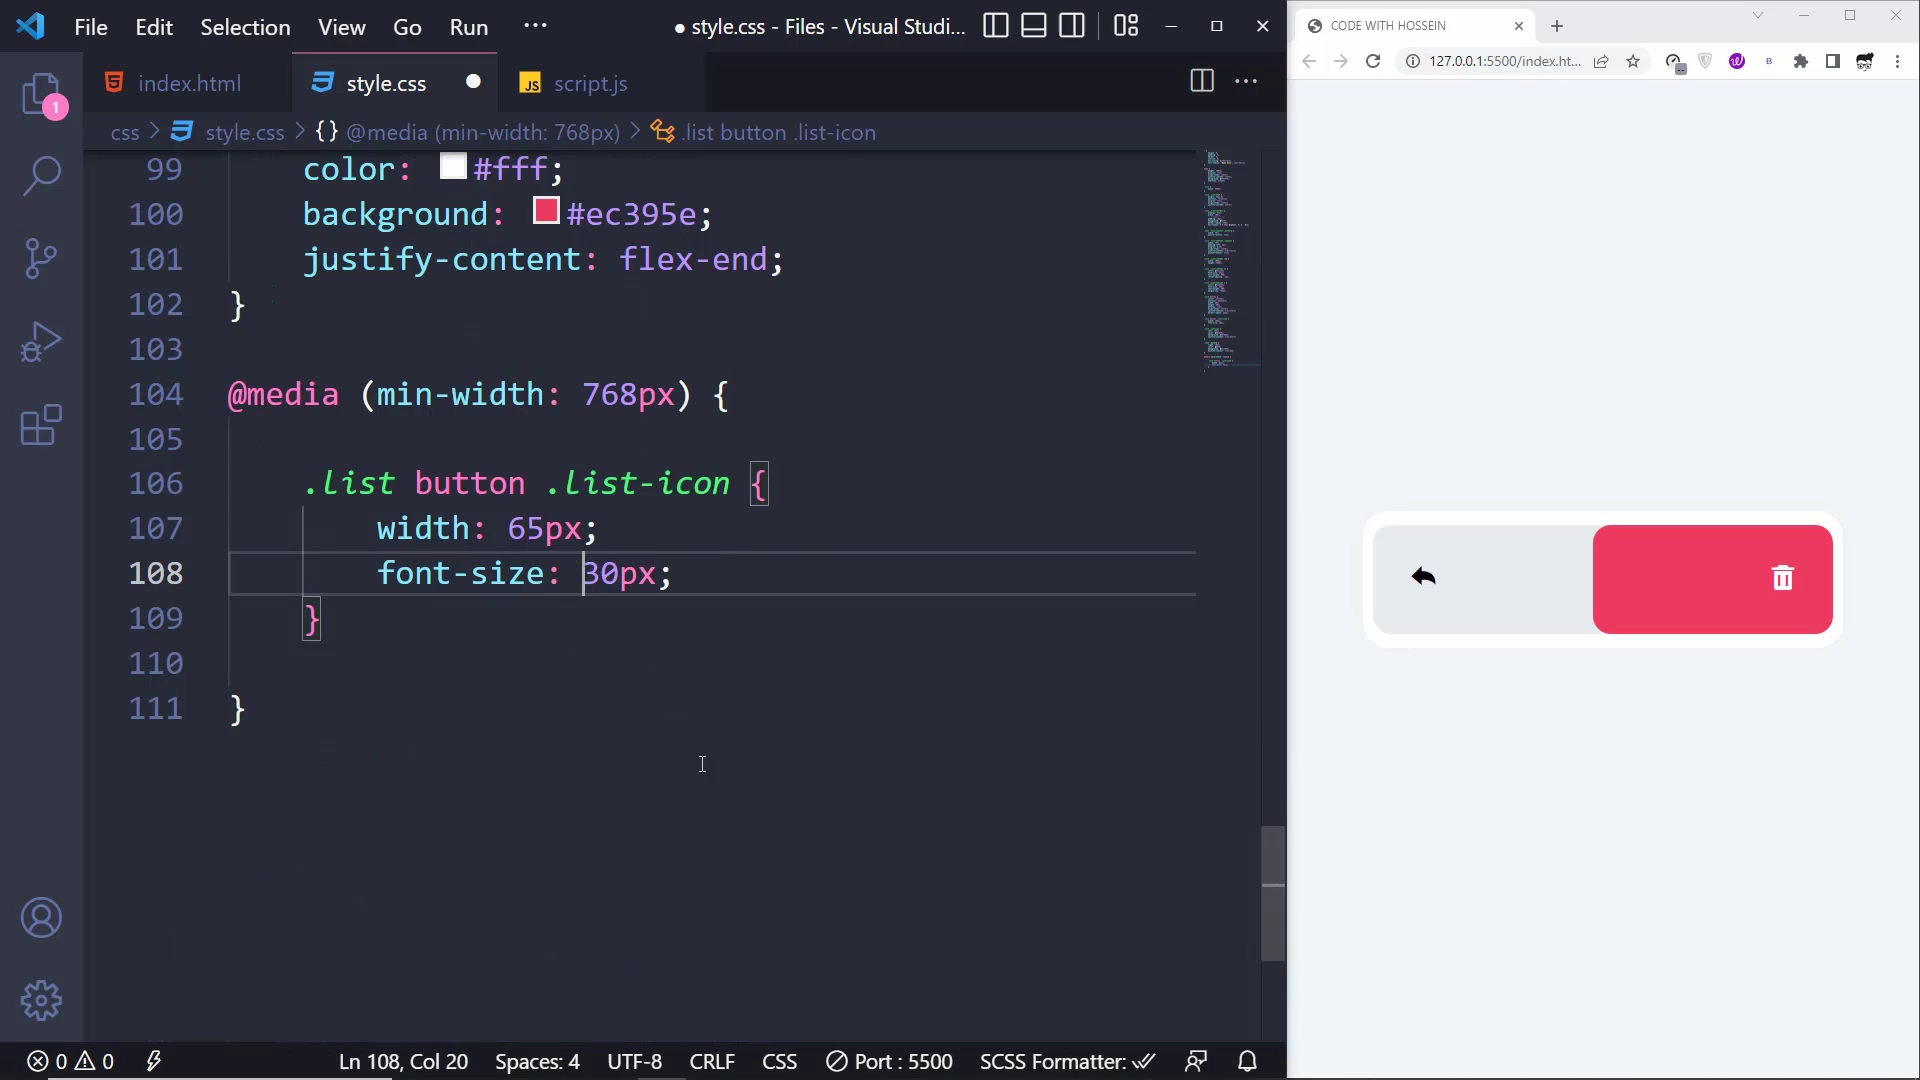 File Edit Selection View Go Run ··· ● style.css - Files - Visual Studi...
index.html style.css ● JS script.js ···
css > style.css > {} @media (min-width: 768px) > .list button .list-icon
99 color: #fff;
100 background: #ec395e;
101 justify-content: flex-end;
102 }
103
104 @media (min-width: 768px) {
105
106 .list button .list-icon {
107 width: 65px;
108 font-size: 30px;
109 }
110
111 }
1
0 0 Ln 108, Col 20 Spaces: 4 UTF-8 CRLF CSS Port : 5500 SCSS Formatter:
CODE WITH HOSSEIN
127.0.0.1:5500/index.ht...